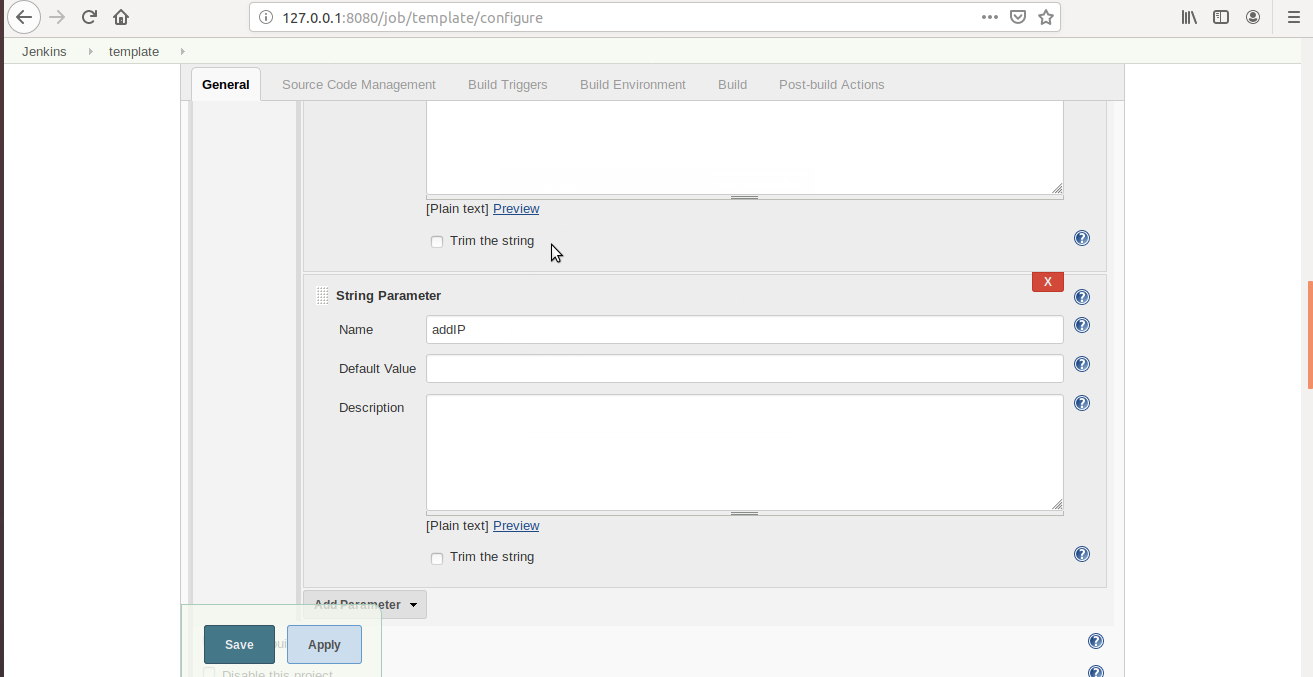 127.0.0.1:8080/job/template/configure
Jenkins template
General Source Code Management Build Triggers Build Environment Build Post-build Actions
[Plain text] Preview
Trim the string
X
String Parameter
Name addIP
Default Value
Description
[Plain text] Preview
Trim the string
Add Parameter
Save Apply
Disable this project